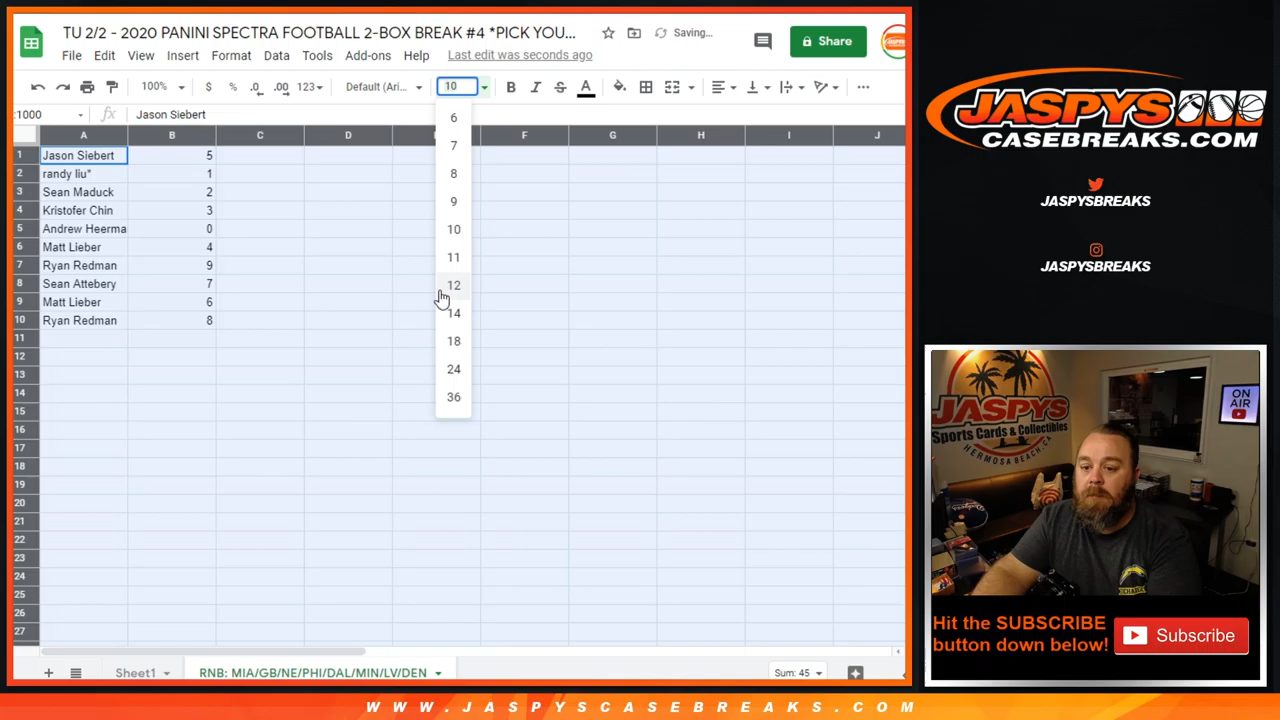 TU 2/2 - 2020 PANINI SPECTRA FOOTBALL 2-BOX BREAK #4 *PICK YOU...
Saving...
Share
File Edit View Insert Format Data Tools Add-ons Help Last edit was seconds ago
100% $ % .0 .00 123 Default (Ari... 10 B I S A
:1000 fx Jason Siebert
A B C D F G H I J
1 Jason Siebert 5
2 randy liu* 1
3 Sean Maduck 2
4 Kristofer Chin 3
5 Andrew Heerma 0
6 Matt Lieber 4
7 Ryan Redman 9
8 Sean Attebery 7
9 Matt Lieber 6
10 Ryan Redman 8
11
12
13
14
15
16
17
18
19
20
21
22
23
24
25
26
27
6
7
8
9
10
11
12
14
18
24
36
Sheet1 RNB: MIA/GB/NE/PHI/DAL/MIN/LV/DEN Sum: 45
JASPYS
CASEBREAKS.COM
JASPYSBREAKS
JASPYSBREAKS
JASPYS
Sports Cards & Collectibles
HERMOSA BEACH, CA
ON AIR
CHARGERS
Hit the SUBSCRIBE
button down below!
Subscribe
WWW.JASPYSCASEBREAKS.COM